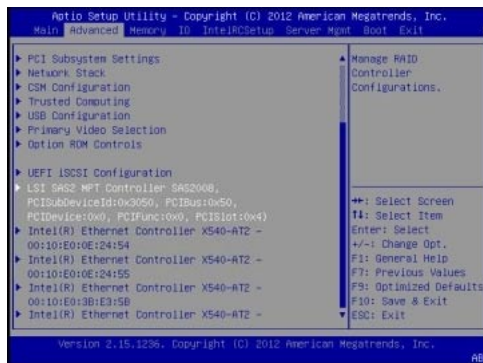 Aptio Setup Utility - Copyright (C) 2012 American Megatrends, Inc.
Main Advanced Memory IO IntelRCSetup Server Mgmt Boot Exit
PCI Subsystem Settings
Network Stack
CSM Configuration
Trusted Computing
USB Configuration
Primary Video Selection
Option ROM Controls
UEFI iSCSI Configuration
LSI SAS2 MPT Controller SAS2008,
PCISubDeviceId:0x3050, PCIBus:0x50,
PCIDevice:0x0, PCIFunc:0x0, PCISlot:0x4)
Intel(R) Ethernet Controller X540-AT2 -
00:10:E0:0E:24:54
Intel(R) Ethernet Controller X540-AT2 -
00:10:E0:0E:24:55
Intel(R) Ethernet Controller X540-AT2 -
00:10:E0:3B:E3:5B
Intel(R) Ethernet Controller X540-AT2 -
Manage RAID
Controller
Configurations.
→←: Select Screen
↑↓: Select Item
Enter: Select
+/-: Change Opt.
F1: General Help
F7: Previous Values
F9: Optimized Defaults
F10: Save & Exit
ESC: Exit
Version 2.15.1236. Copyright (C) 2012 American Megatrends, Inc.
AB